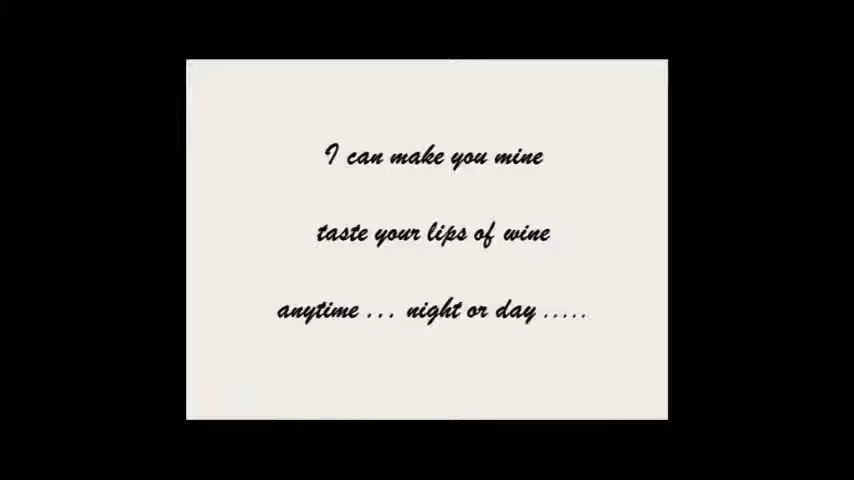 I can make you mine
taste your lips of wine
anytime ... night or day .....